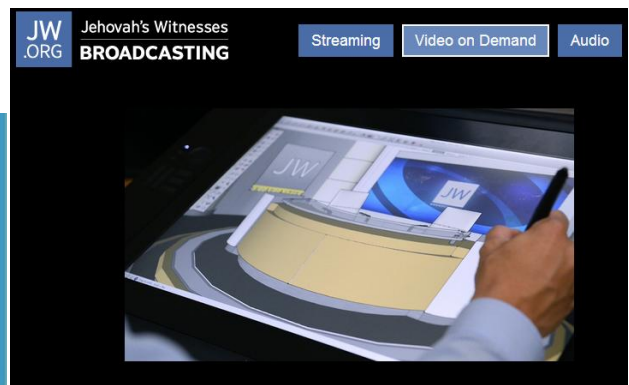 JW
.ORG
Jehovah's Witnesses
BROADCASTING
Streaming
Video on Demand
Audio
JW
JW